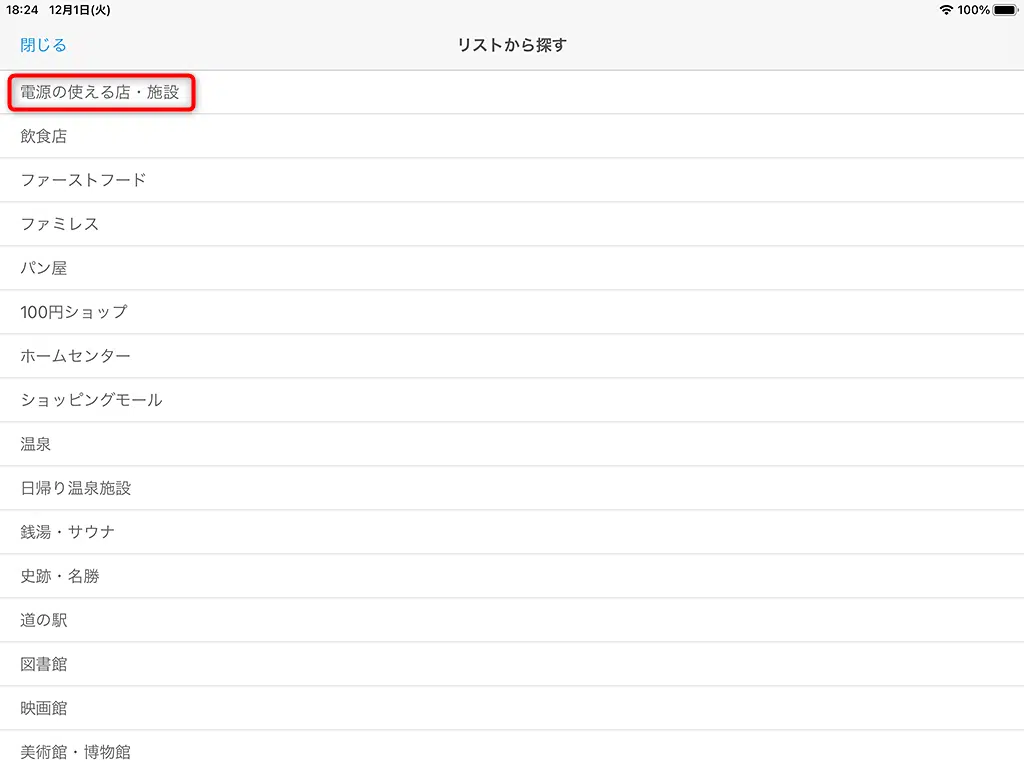 18:24 12月1日(火) 100%
閉じる リストから探す
電源の使える店・施設
飲食店
ファーストフード
ファミレス
パン屋
100円ショップ
ホームセンター
ショッピングモール
温泉
日帰り温泉施設
銭湯・サウナ
史跡・名勝
道の駅
図書館
映画館
美術館・博物館